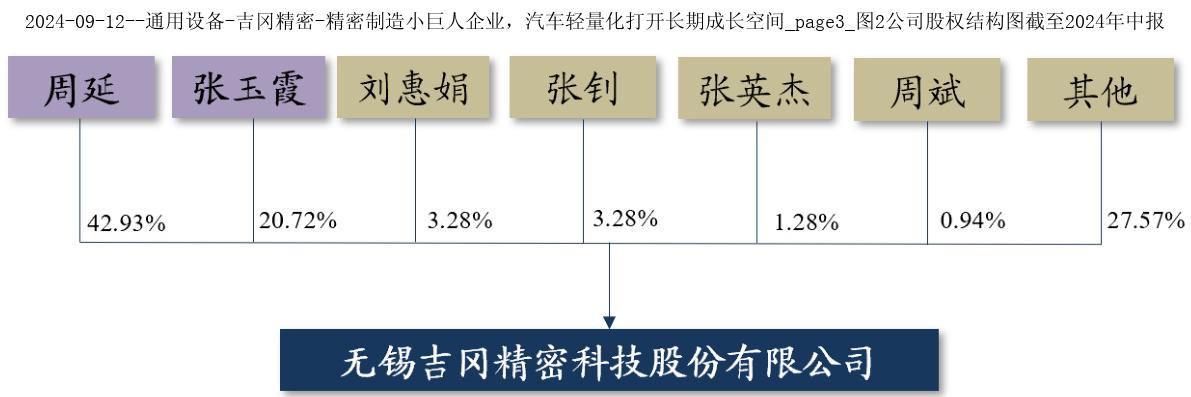 2024-09-12--通用设备-吉冈精密-精密制造小巨人企业，汽车轻量化打开长期成长空间_page3_图2公司股权结构图截至2024年中报
周延 张玉霞 刘惠娟 张钊 张英杰 周斌 其他
42.93% 20.72% 3.28% 3.28% 1.28% 0.94% 27.57%
无锡吉冈精密科技股份有限公司